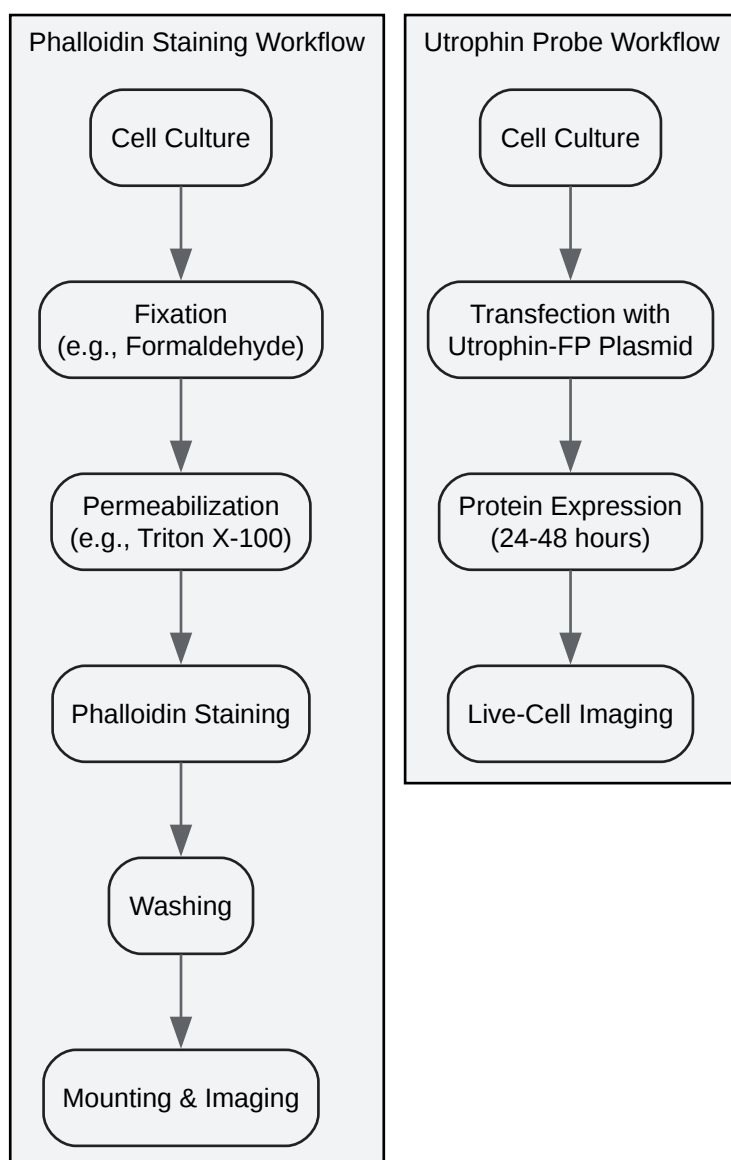 Phalloidin Staining Workflow
Cell Culture
Fixation
(e.g., Formaldehyde)
Permeabilization
(e.g., Triton X-100)
Phalloidin Staining
Washing
Mounting & Imaging
Utrophin Probe Workflow
Cell Culture
Transfection with
Utrophin-FP Plasmid
Protein Expression
(24-48 hours)
Live-Cell Imaging